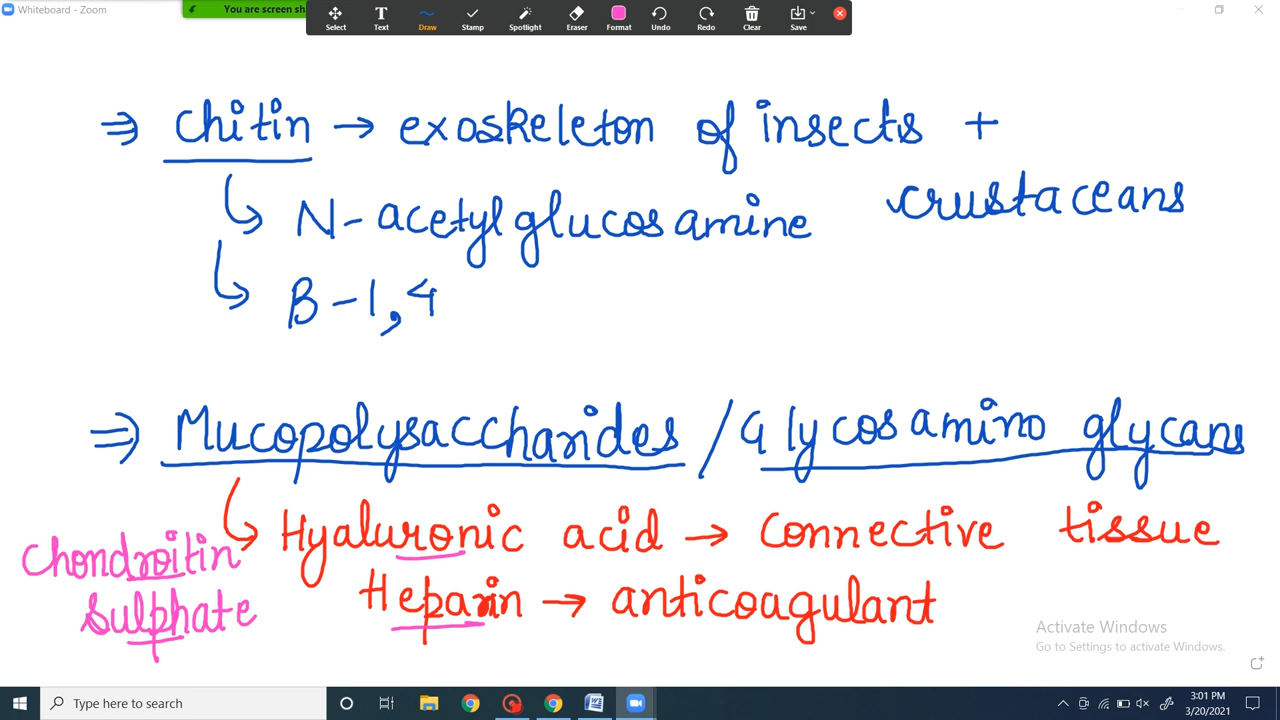 Whiteboard - Zoom
You are screen sh
Select Text Draw Stamp Spotlight Eraser Format Undo Redo Clear Save
⇒ Chitin → exoskeleton of insects +
crustaceans
↳ N-acetylglucosamine
↳ B-1,4
⇒ Mucopolysaccharides / Glycosamino glycans
↳ Hyaluronic acid → connective tissue
Heparin → anticoagulant
Chondroitin
sulphate
Activate Windows
Go to Settings to activate Windows.
Type here to search
3:01 PM
3/20/2021